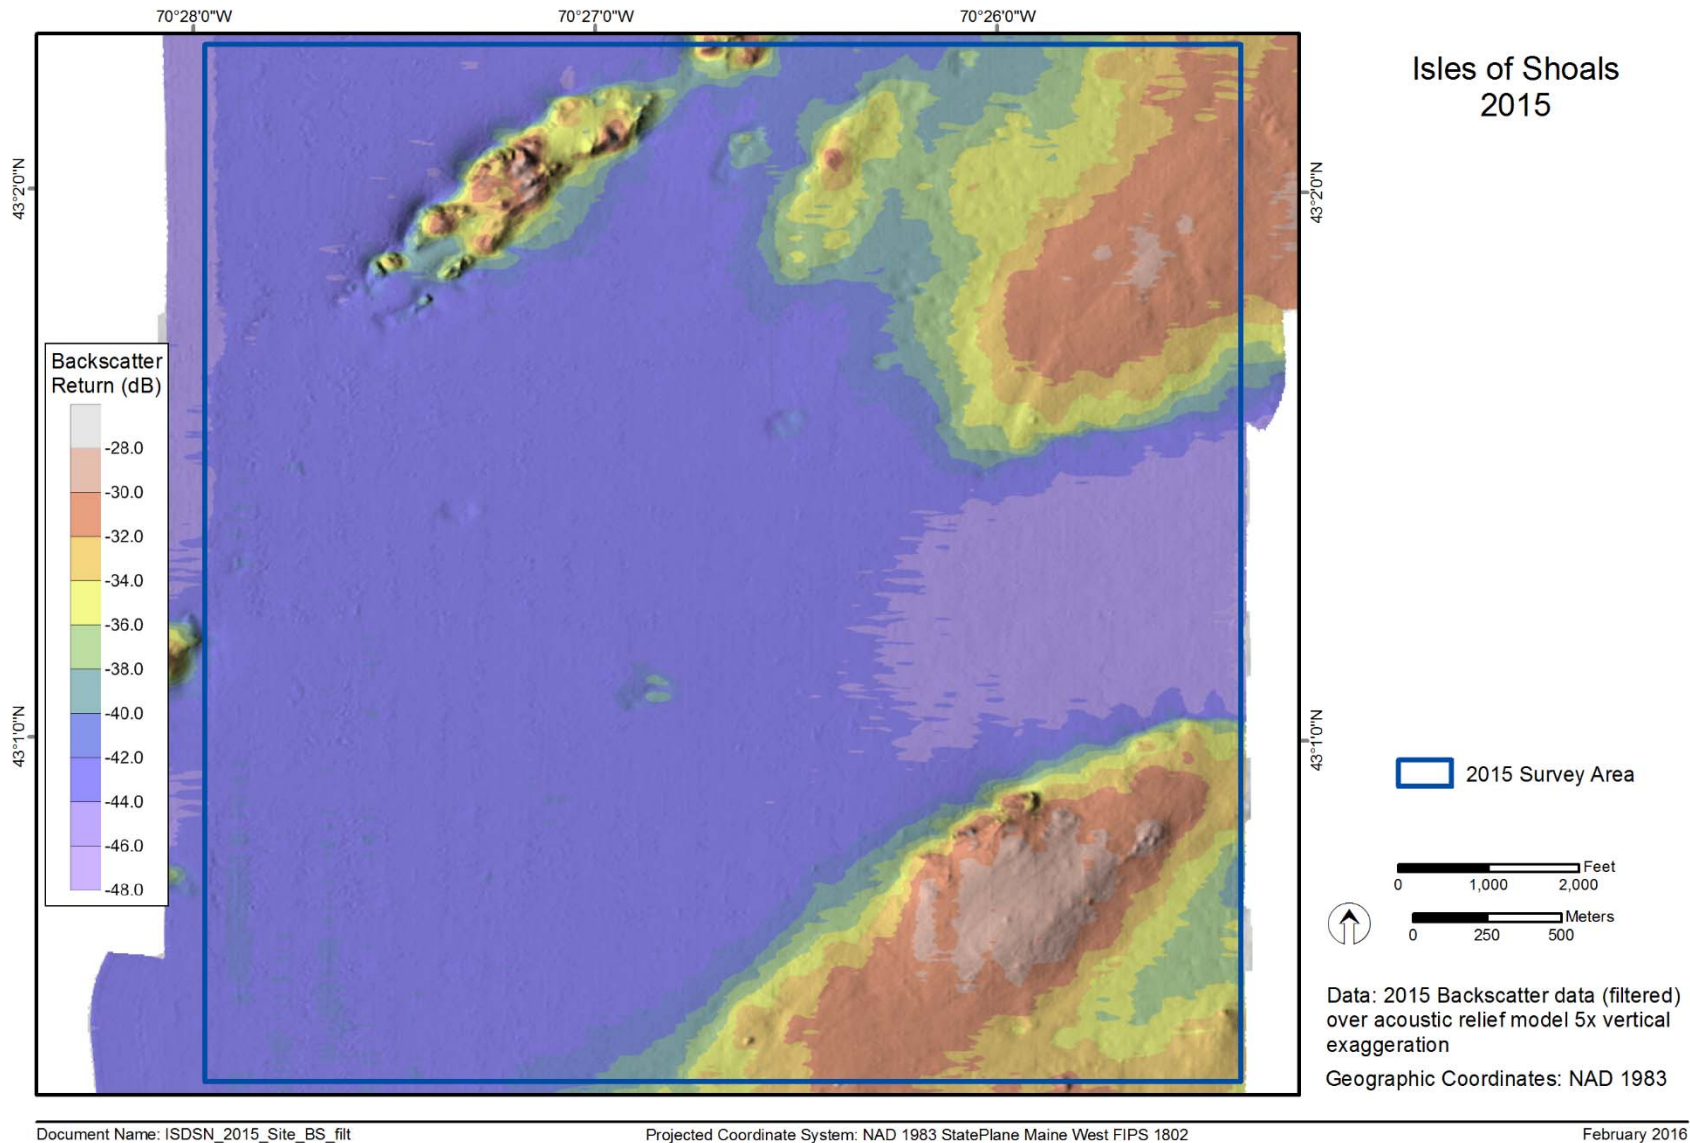 70°28'0"W
70°27'0"W
70°26'0"W
Isles of Shoals
2015
43°2'0"N
43°2'0"N
Backscatter
Return (dB)
-28.0
-30.0
-32.0
-34.0
-36.0
-38.0
-40.0
-42.0
-44.0
-46.0
-48.0
43°1'0"N
43°1'0"N
2015 Survey Area
Feet
0 1,000 2,000
Meters
0 250 500
Data: 2015 Backscatter data (filtered)
over acoustic relief model 5x vertical
exaggeration
Geographic Coordinates: NAD 1983
Document Name: ISDSN_2015_Site_BS_filt
Projected Coordinate System: NAD 1983 StatePlane Maine West FIPS 1802
February 2016